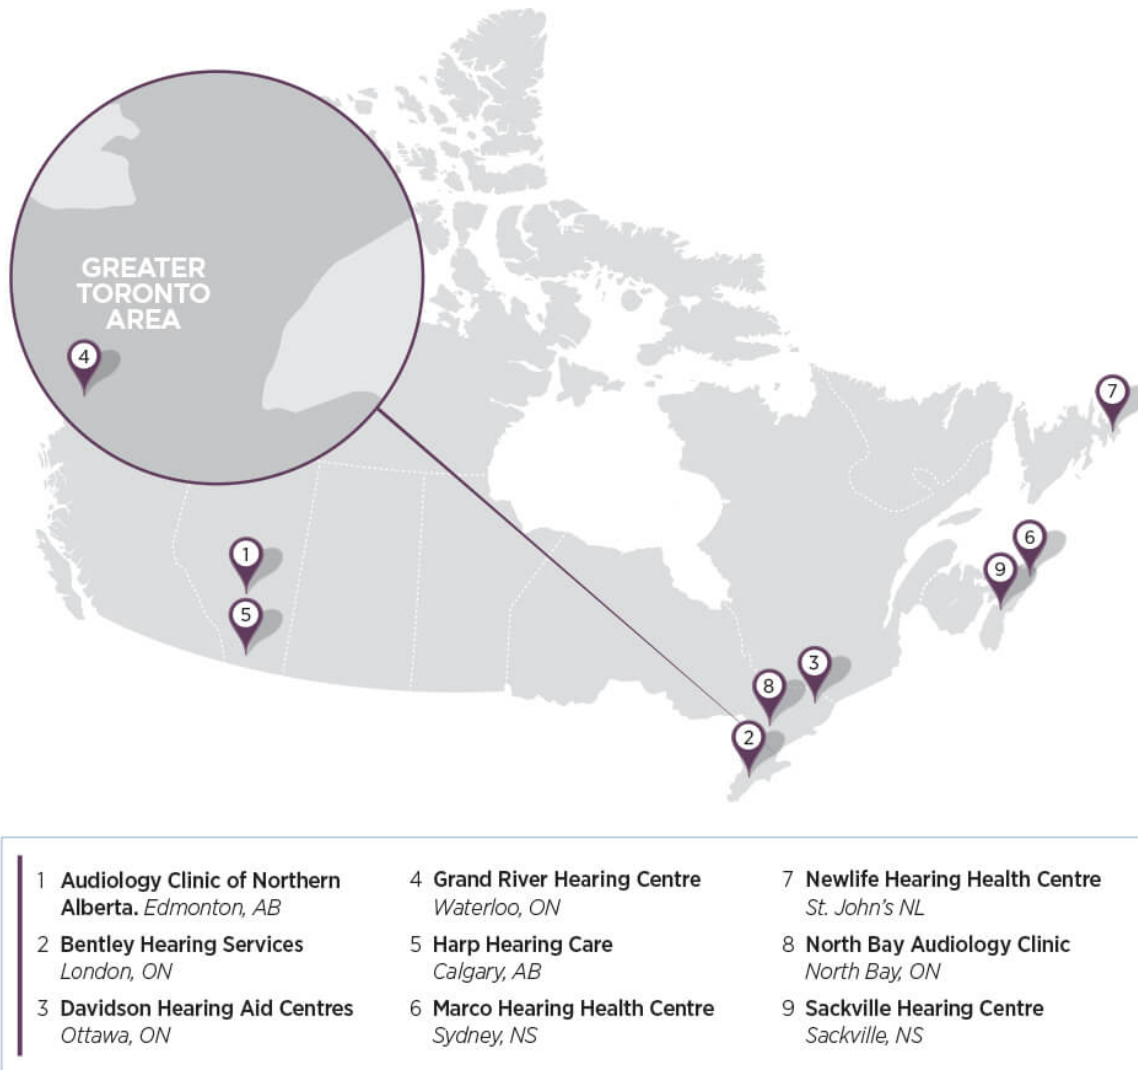 GREATER
TORONTO
AREA
4
7
1
6
9
5
3
8
2
1 Audiology Clinic of Northern
Alberta. Edmonton, AB
2 Bentley Hearing Services
London, ON
3 Davidson Hearing Aid Centres
Ottawa, ON
4 Grand River Hearing Centre
Waterloo, ON
5 Harp Hearing Care
Calgary, AB
6 Marco Hearing Health Centre
Sydney, NS
7 Newlife Hearing Health Centre
St. John's NL
8 North Bay Audiology Clinic
North Bay, ON
9 Sackville Hearing Centre
Sackville, NS